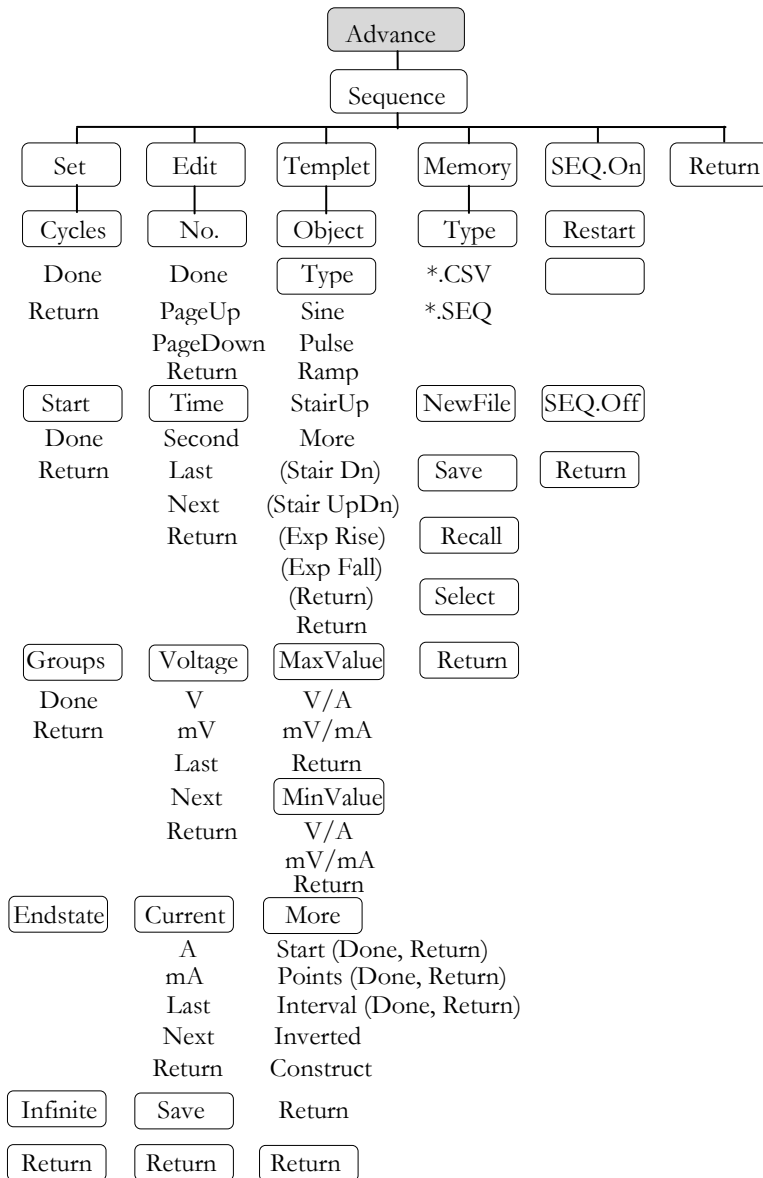 Advance
Sequence
Set Edit Templet Memory SEQ.On Return
Cycles No. Object Type Restart
Done Done Type *.CSV
Return PageUp Sine *.SEQ
PageDown Pulse
Return Ramp
Start Time StairUp NewFile SEQ.Off
Done Second More
Return Last (Stair Dn) Save Return
Next (Stair UpDn)
Return (Exp Rise) Recall
(Exp Fall)
(Return) Select
Return
Groups Voltage MaxValue Return
Done V V/A
Return mV mV/mA
Last Return
Next MinValue
Return V/A
mV/mA
Return
Endstate Current More
A Start (Done, Return)
mA Points (Done, Return)
Last Interval (Done, Return)
Next Inverted
Return Construct
Infinite Save Return
Return Return Return